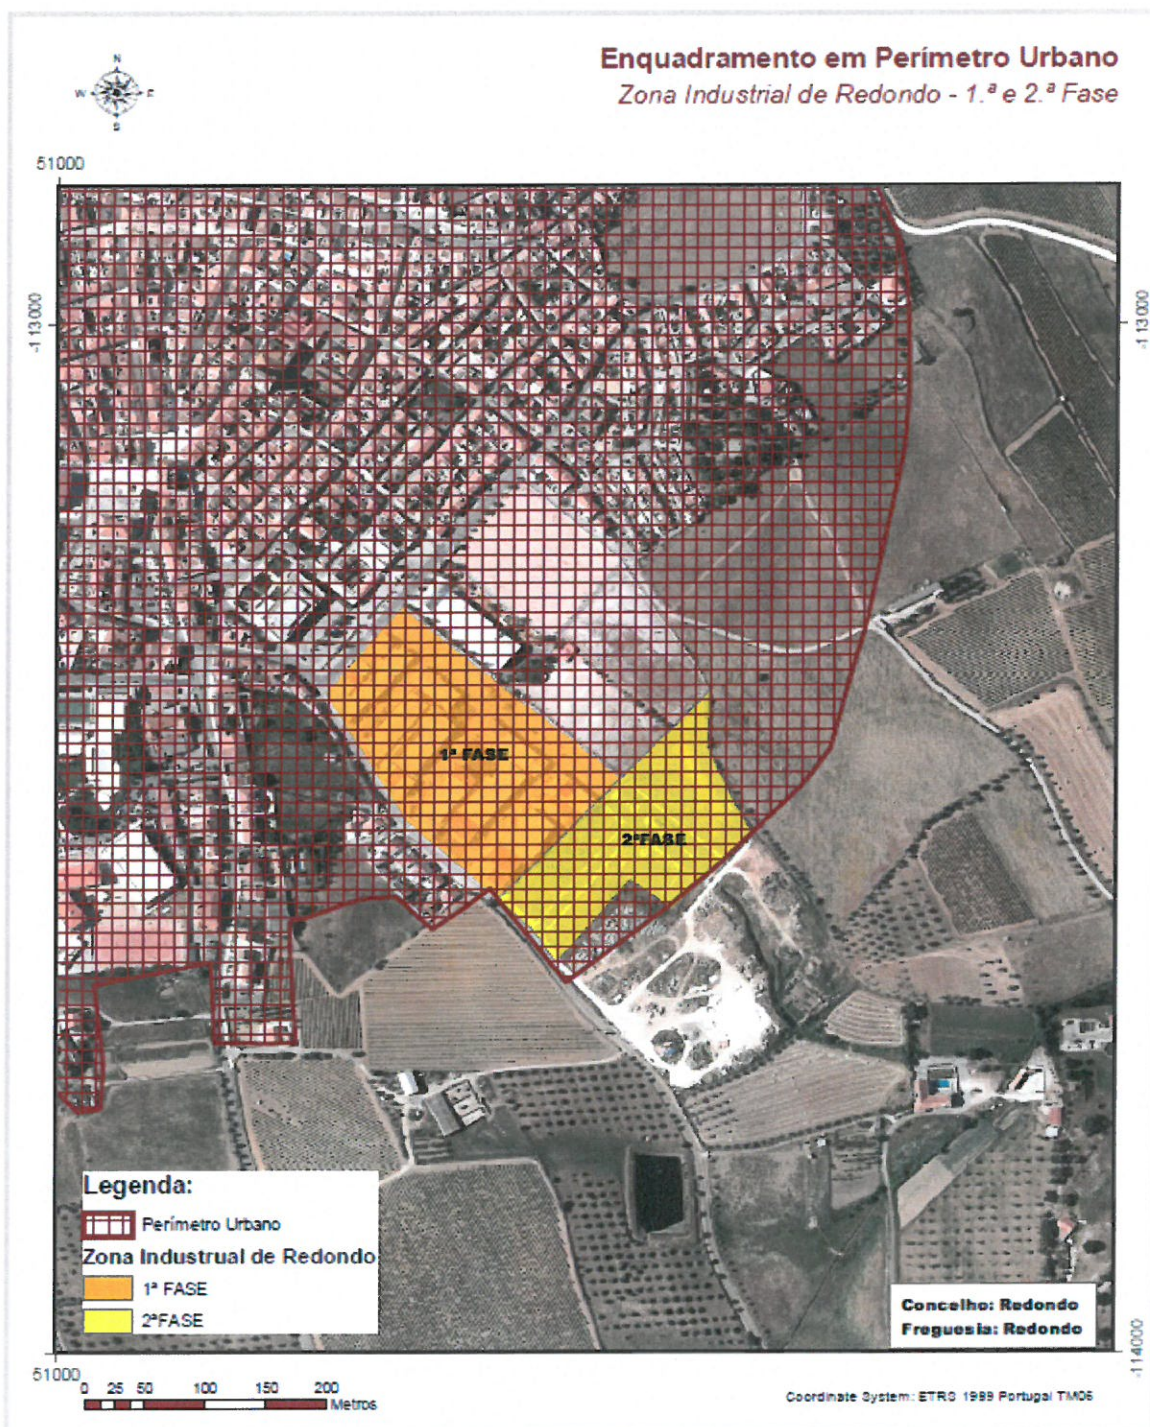 N
W E
S
Enquadramento em Perímetro Urbano
Zona Industrial de Redondo - 1.ª e 2.ª Fase
51000
-113000
-113000
1ª FASE
2ªFASE
Legenda:
Perímetro Urbano
Zona Industrual de Redondo
1ª FASE
2ªFASE
Concelho: Redondo
Freguesia: Redondo
-114000
51000
0 25 50 100 150 200
Metros
Coordinate System: ETRS 1989 Portugal TM06